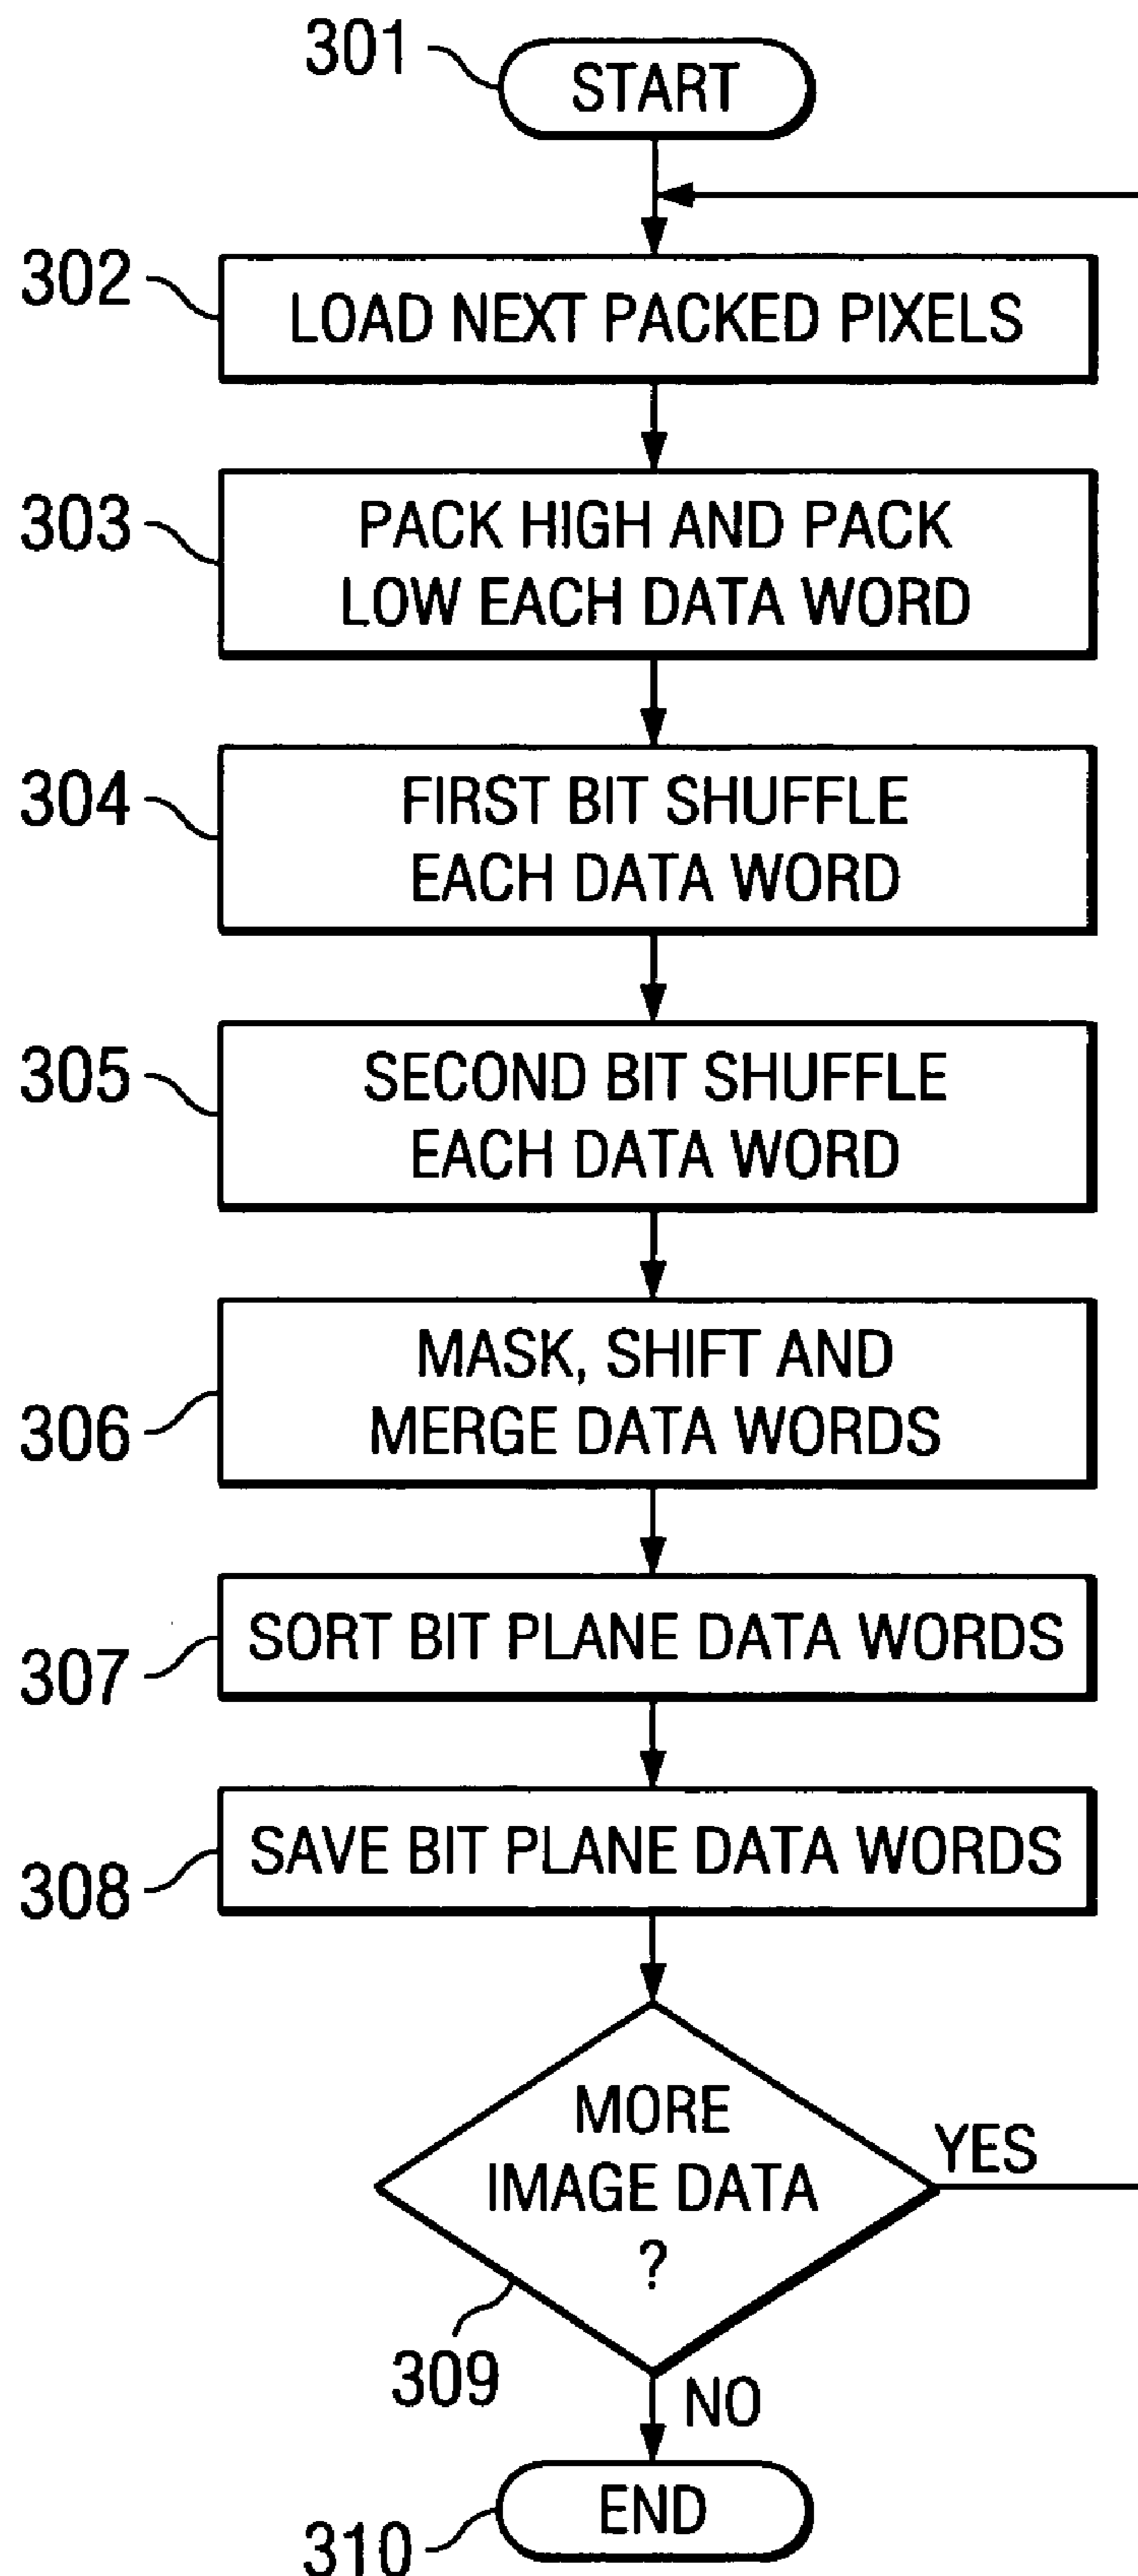 301
START
302
LOAD NEXT PACKED PIXELS
303
PACK HIGH AND PACK
LOW EACH DATA WORD
304
FIRST BIT SHUFFLE
EACH DATA WORD
305
SECOND BIT SHUFFLE
EACH DATA WORD
306
MASK, SHIFT AND
MERGE DATA WORDS
307
SORT BIT PLANE DATA WORDS
308
SAVE BIT PLANE DATA WORDS
MORE
IMAGE DATA
?
YES
309
NO
END
310